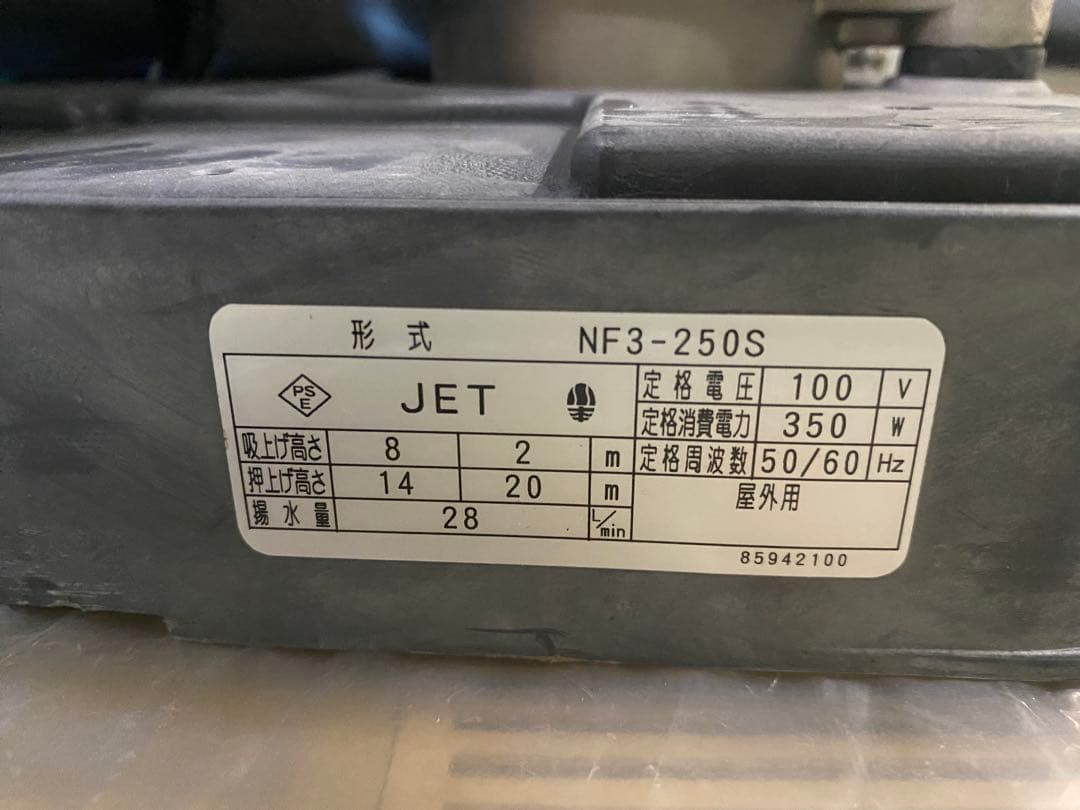 形式 NF3-250S
PSE JET 定格電圧 100 V
定格消費電力 350 W
吸上げ高さ 8 2 m 定格周波数 50/60 Hz
押上げ高さ 14 20 m 屋外用
揚水量 28 L/min
85942100